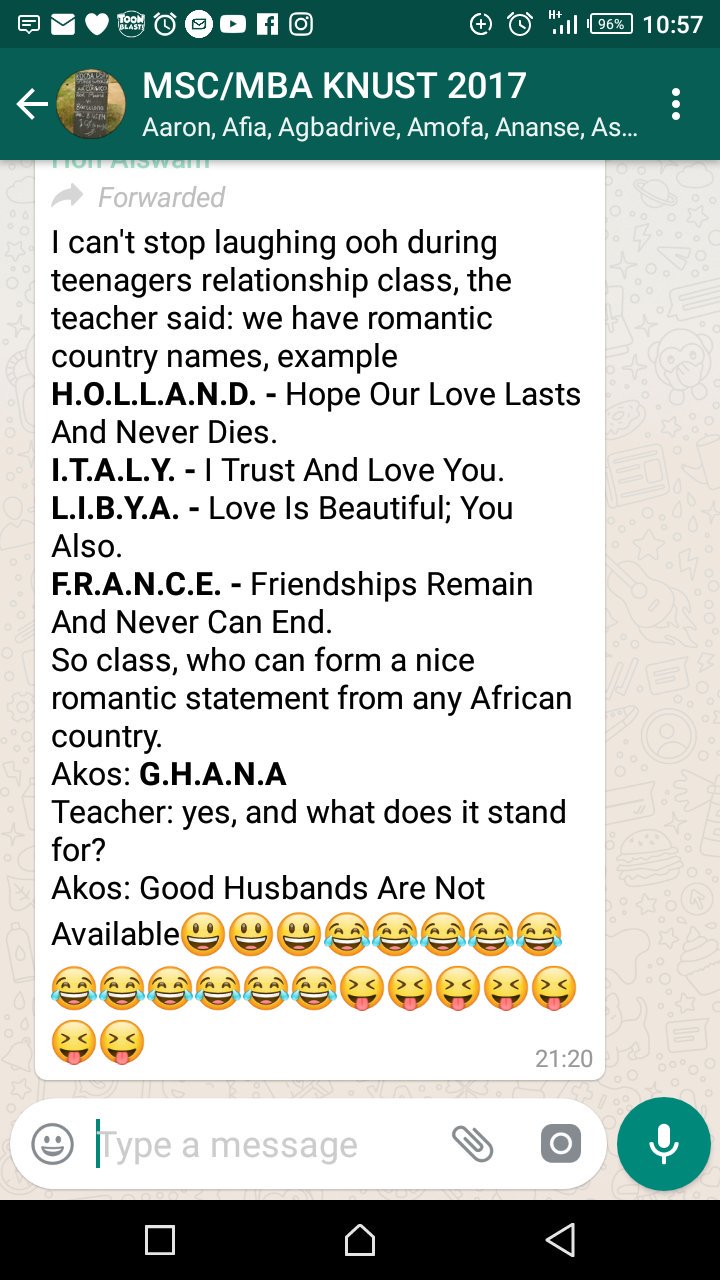 96% 10:57
MSC/MBA KNUST 2017
Aaron, Afia, Agbadrive, Amofa, Ananse, As...
Forwarded
I can't stop laughing ooh during
teenagers relationship class, the
teacher said: we have romantic
country names, example
H.O.L.L.A.N.D. - Hope Our Love Lasts
And Never Dies.
I.T.A.L.Y. - I Trust And Love You.
L.I.B.Y.A. - Love Is Beautiful; You
Also.
F.R.A.N.C.E. - Friendships Remain
And Never Can End.
So class, who can form a nice
romantic statement from any African
country.
Akos: G.H.A.N.A
Teacher: yes, and what does it stand
for?
Akos: Good Husbands Are Not
Available😃😃😃😂😂😂😂😂
😂😂😂😂😂😂😝😝😝😝😝
😝😝
21:20
Type a message